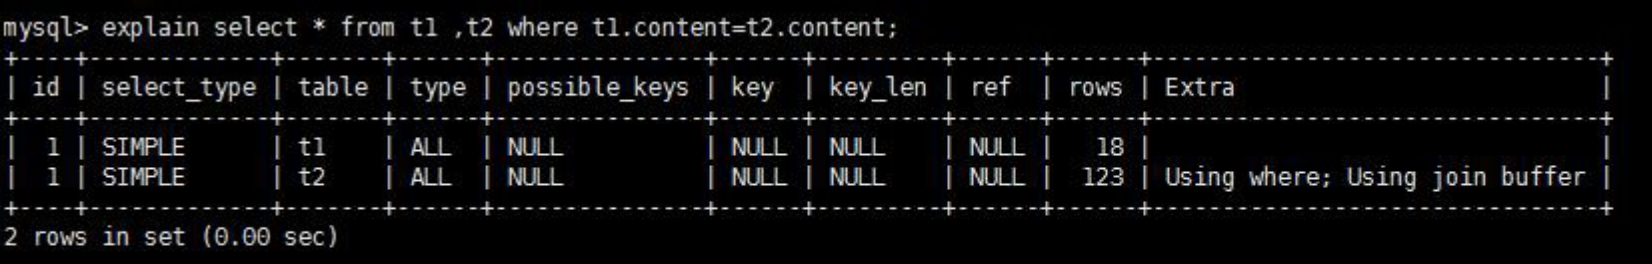 mysql> explain select * from t1 ,t2 where t1.content=t2.content;
+----+-------------+-------+------+---------------+------+---------+------+------+--------------------------------+
| id | select_type | table | type | possible_keys | key  | key_len | ref  | rows | Extra                          |
+----+-------------+-------+------+---------------+------+---------+------+------+--------------------------------+
|  1 | SIMPLE      | t1    | ALL  | NULL          | NULL | NULL    | NULL |   18 |                                |
|  1 | SIMPLE      | t2    | ALL  | NULL          | NULL | NULL    | NULL |  123 | Using where; Using join buffer |
+----+-------------+-------+------+---------------+------+---------+------+------+--------------------------------+
2 rows in set (0.00 sec)